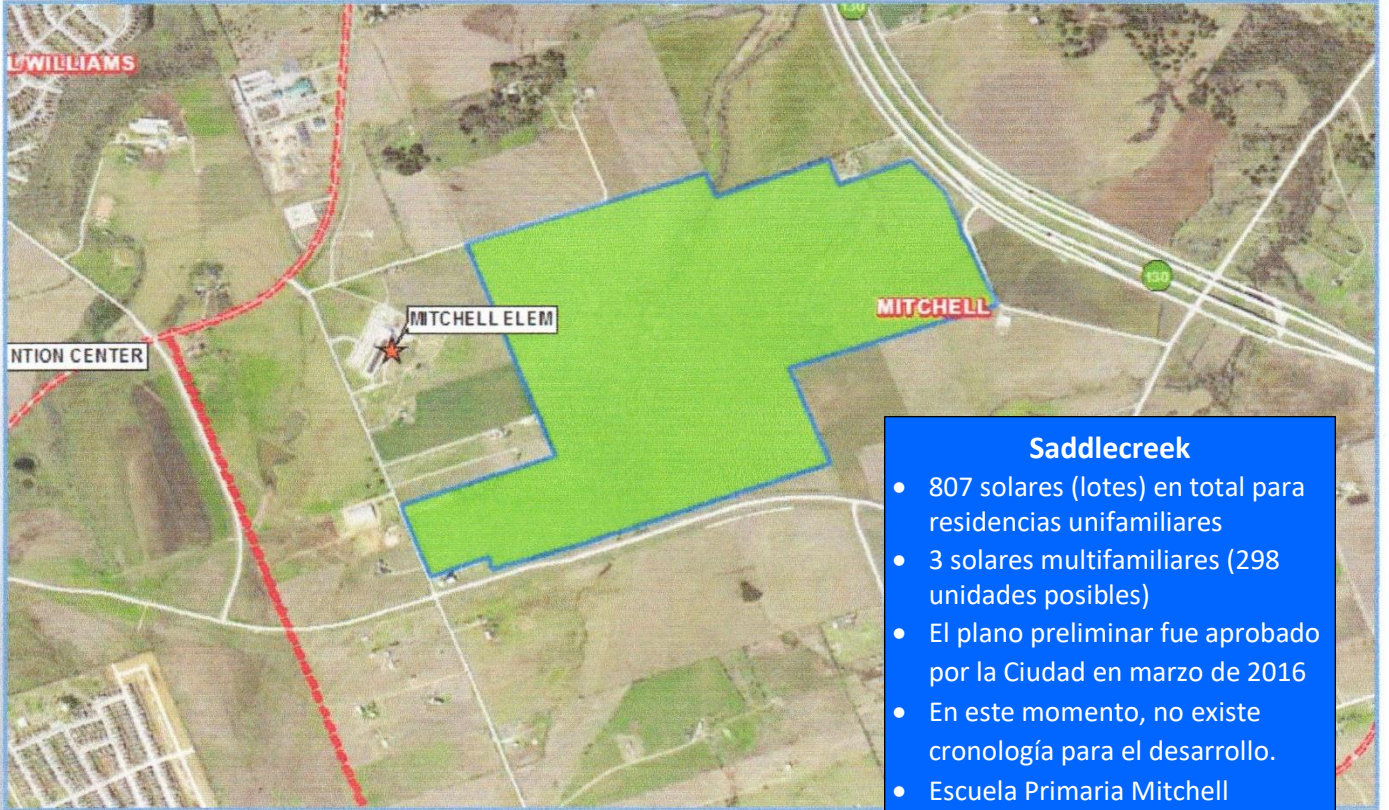 130
L WILLIAMS
MITCHELL
130
MITCHELL ELEM
NTION CENTER
Saddlecreek
• 807 solares (lotes) en total para
residencias unifamiliares
• 3 solares multifamiliares (298
unidades posibles)
• El plano preliminar fue aprobado
por la Ciudad en marzo de 2016
• En este momento, no existe
cronología para el desarrollo.
• Escuela Primaria Mitchell